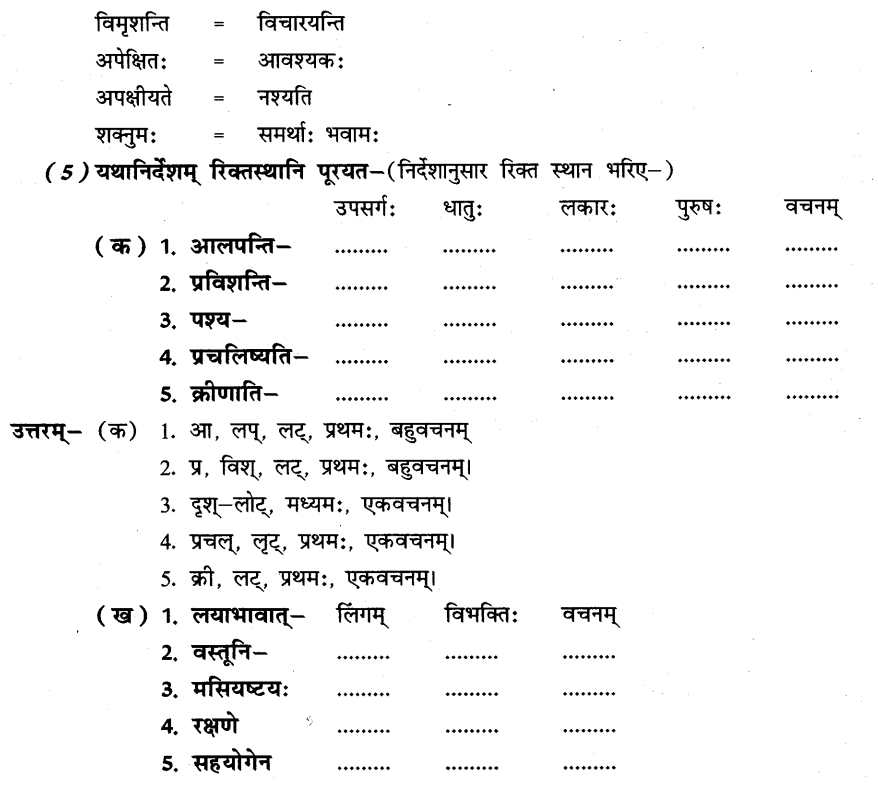 विमृशन्ति = विचारयन्ति
अपेक्षितः = आवश्यकः
अपक्षीयते = नश्यति
शक्नुमः = समर्थाः भवामः
(5) यथानिर्देशम् रिक्तस्थानि पूरयत–(निर्देशानुसार रिक्त स्थान भरिए–)
उपसर्गः धातुः लकारः पुरुषः वचनम्
(क) 1. आलपन्ति– ......... ......... ......... ......... .........
2. प्रविशन्ति– ......... ......... ......... ......... .........
3. पश्य– ......... ......... ......... ......... .........
4. प्रचलिष्यति– ......... ......... ......... ......... .........
5. क्रीणाति– ......... ......... ......... ......... .........
उत्तरम्– (क) 1. आ, लप्, लट्, प्रथमः, बहुवचनम्
2. प्र, विश्, लट्, प्रथमः, बहुवचनम्।
3. दृश्–लोट्, मध्यमः, एकवचनम्।
4. प्रचल्, लृट्, प्रथमः, एकवचनम्।
5. क्री, लट्, प्रथमः, एकवचनम्।
(ख) 1. लयाभावात्– लिंगम् विभक्तिः वचनम्
2. वस्तूनि– ......... ......... .........
3. मसियष्टयः ......... ......... .........
4. रक्षणे ......... ......... .........
5. सहयोगेन ......... ......... .........